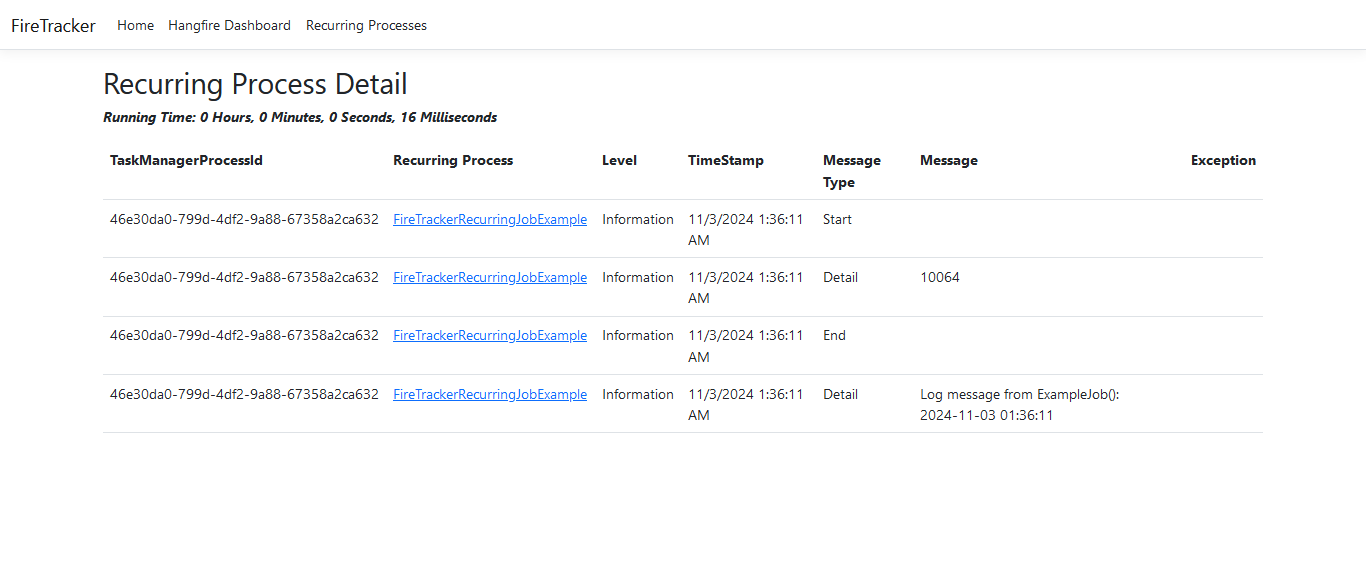 FireTracker Home Hangfire Dashboard Recurring Processes
Recurring Process Detail
Running Time: 0 Hours, 0 Minutes, 0 Seconds, 16 Milliseconds
TaskManagerProcessId Recurring Process Level TimeStamp Message Message Exception
Type
46e30da0-799d-4df2-9a88-67358a2ca632 FireTrackerRecurringJobExample Information 11/3/2024 1:36:11 Start
AM
46e30da0-799d-4df2-9a88-67358a2ca632 FireTrackerRecurringJobExample Information 11/3/2024 1:36:11 Detail 10064
AM
46e30da0-799d-4df2-9a88-67358a2ca632 FireTrackerRecurringJobExample Information 11/3/2024 1:36:11 End
AM
46e30da0-799d-4df2-9a88-67358a2ca632 FireTrackerRecurringJobExample Information 11/3/2024 1:36:11 Detail Log message from ExampleJob():
AM 2024-11-03 01:36:11